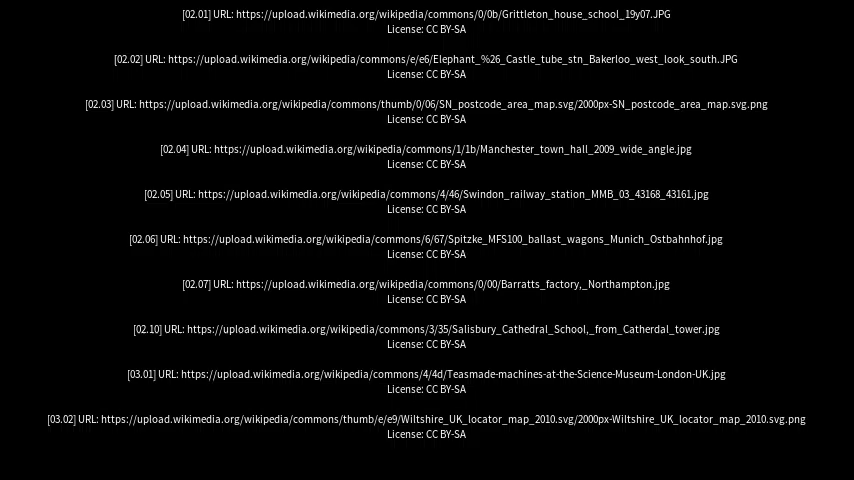 [02.01] URL: https://upload.wikimedia.org/wikipedia/commons/0/0b/Grittleton_house_school_19y07.JPG
License: CC BY-SA
[02.02] URL: https://upload.wikimedia.org/wikipedia/commons/e/e6/Elephant_%26_Castle_tube_stn_Bakerloo_west_look_south.JPG
License: CC BY-SA
[02.03] URL: https://upload.wikimedia.org/wikipedia/commons/thumb/0/06/SN_postcode_area_map.svg/2000px-SN_postcode_area_map.svg.png
License: CC BY-SA
[02.04] URL: https://upload.wikimedia.org/wikipedia/commons/1/1b/Manchester_town_hall_2009_wide_angle.jpg
License: CC BY-SA
[02.05] URL: https://upload.wikimedia.org/wikipedia/commons/4/46/Swindon_railway_station_MMB_03_43168_43161.jpg
License: CC BY-SA
[02.06] URL: https://upload.wikimedia.org/wikipedia/commons/6/67/Spitzke_MFS100_ballast_wagons_Munich_Ostbahnhof.jpg
License: CC BY-SA
[02.07] URL: https://upload.wikimedia.org/wikipedia/commons/0/00/Barratts_factory,_Northampton.jpg
License: CC BY-SA
[02.10] URL: https://upload.wikimedia.org/wikipedia/commons/3/35/Salisbury_Cathedral_School,_from_Catherdal_tower.jpg
License: CC BY-SA
[03.01] URL: https://upload.wikimedia.org/wikipedia/commons/4/4d/Teasmade-machines-at-the-Science-Museum-London-UK.jpg
License: CC BY-SA
[03.02] URL: https://upload.wikimedia.org/wikipedia/commons/thumb/e/e9/Wiltshire_UK_locator_map_2010.svg/2000px-Wiltshire_UK_locator_map_2010.svg.png
License: CC BY-SA